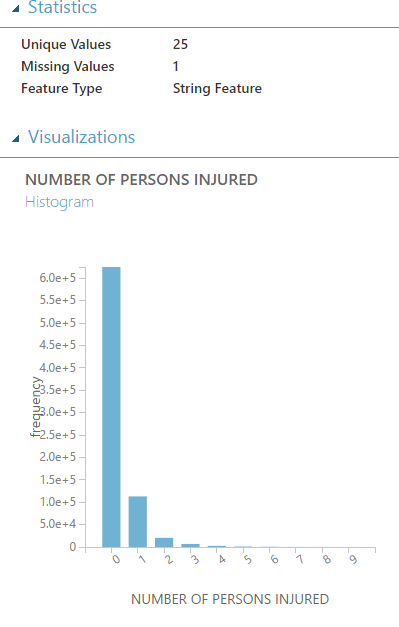 Statistics
Unique Values 25
Missing Values 1
Feature Type String Feature
Visualizations
NUMBER OF PERSONS INJURED
Histogram
6.0e+5
5.5e+5
5.0e+5
4.5e+5
4.0e+5
3.5e+5
3.0e+5
2.5e+5
2.0e+5
1.5e+5
1.0e+5
5.0e+4
0
frequency
0 1 2 3 4 5 6 7 8 9
NUMBER OF PERSONS INJURED